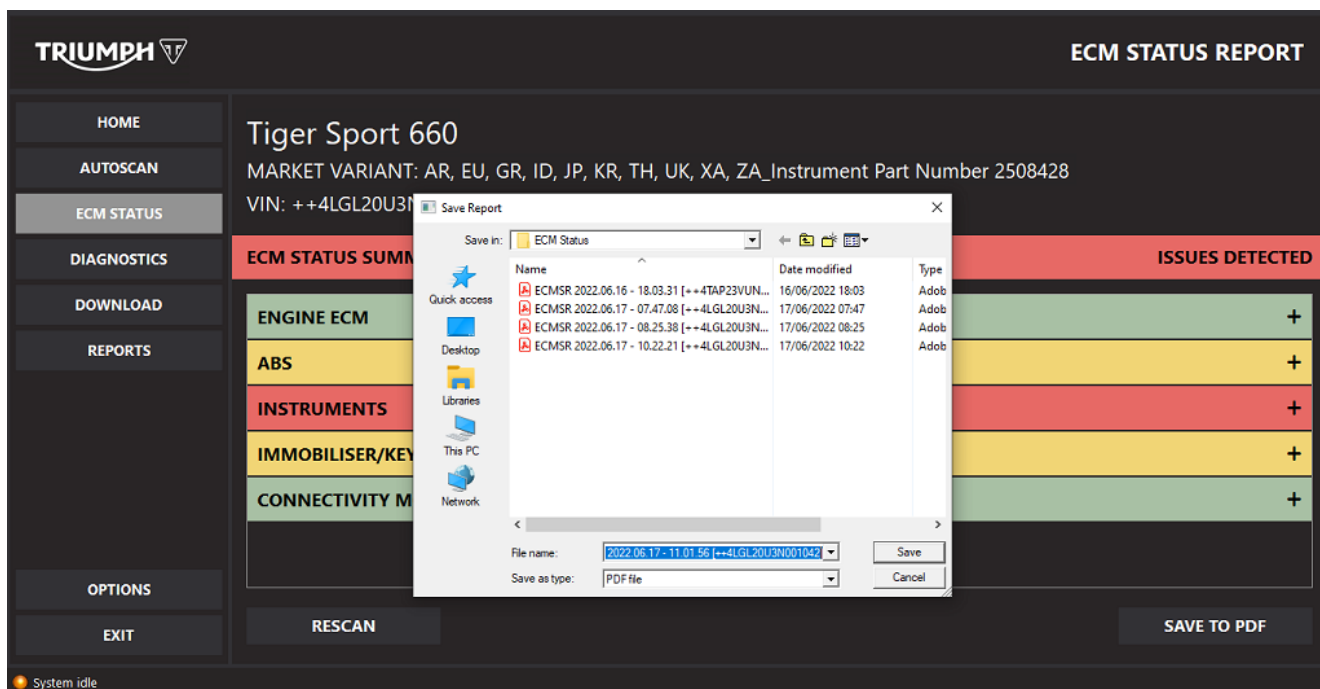 TRIUMPH
ECM STATUS REPORT
HOME
AUTOSCAN
ECM STATUS
DIAGNOSTICS
DOWNLOAD
REPORTS
OPTIONS
EXIT
Tiger Sport 660
MARKET VARIANT: AR, EU, GR, ID, JP, KR, TH, UK, XA, ZA_Instrument Part Number 2508428
VIN: ++4LGL20U3N
ECM STATUS SUMM
ISSUES DETECTED
ENGINE ECM +
ABS +
INSTRUMENTS +
IMMOBILISER/KEY +
CONNECTIVITY M +
Save Report
Save in: ECM Status
Quick access
Desktop
Libraries
This PC
Network
Name Date modified Type
ECMSR 2022.06.16 - 18.03.31 [++4TAP23VUN... 16/06/2022 18:03 Adob
ECMSR 2022.06.17 - 07.47.08 [++4LGL20U3N... 17/06/2022 07:47 Adob
ECMSR 2022.06.17 - 08.25.38 [++4LGL20U3N... 17/06/2022 08:25 Adob
ECMSR 2022.06.17 - 10.22.21 [++4LGL20U3N... 17/06/2022 10:22 Adob
File name: 2022.06.17 - 11.01.56 [++4LGL20U3N001042 Save
Save as type: PDF file Cancel
RESCAN
SAVE TO PDF
System idle